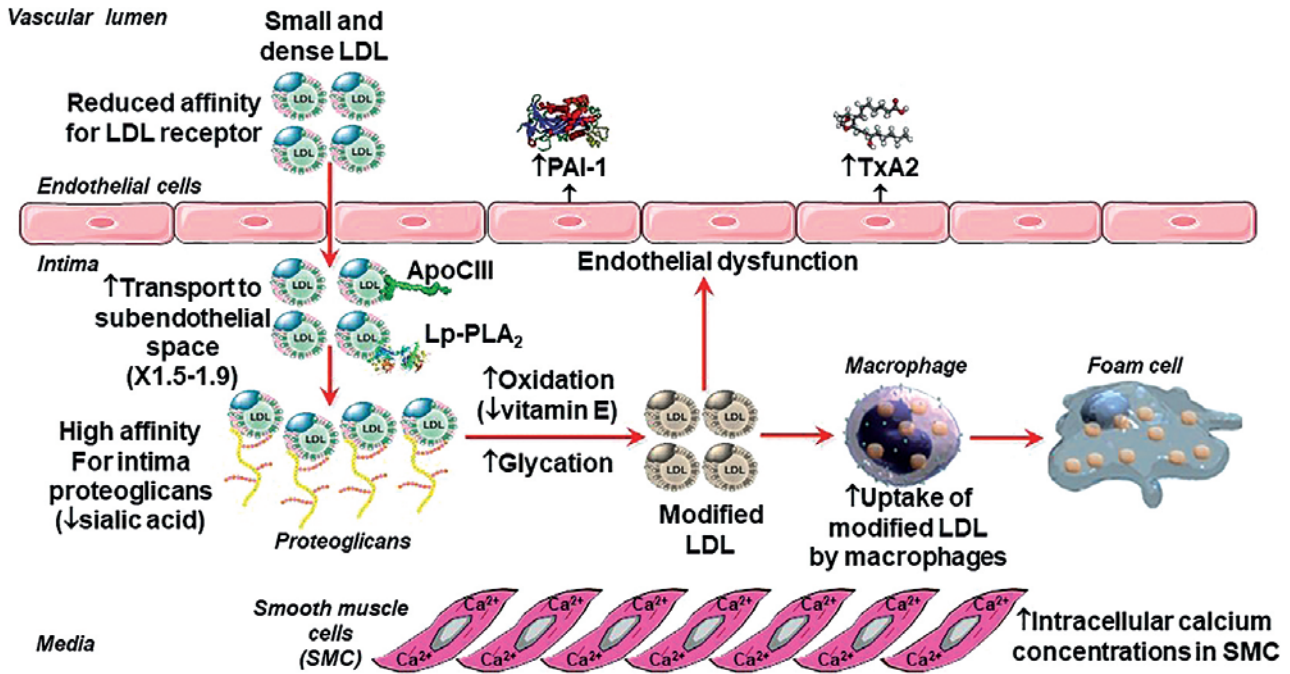 Vascular lumen
Small and
dense LDL
LDL LDL
LDL LDL
Reduced affinity
for LDL receptor
↑PAI-1
↑TxA2
Endothelial cells
Intima
Endothelial dysfunction
↑Transport to
subendothelial
space
(X1.5-1.9)
LDL LDL
ApoCIII
LDL LDL
Lp-PLA2
High affinity
For intima
proteoglicans
(↓sialic acid)
LDL LDL LDL LDL
Proteoglicans
↑Oxidation
(↓vitamin E)
↑Glycation
LDL LDL
LDL LDL
Modified
LDL
Macrophage
↑Uptake of
modified LDL
by macrophages
Foam cell
Media
Smooth muscle
cells
(SMC)
Ca2+ Ca2+ Ca2+ Ca2+ Ca2+ Ca2+ Ca2+
Ca2+ Ca2+ Ca2+ Ca2+ Ca2+ Ca2+ Ca2+
↑Intracellular calcium
concentrations in SMC